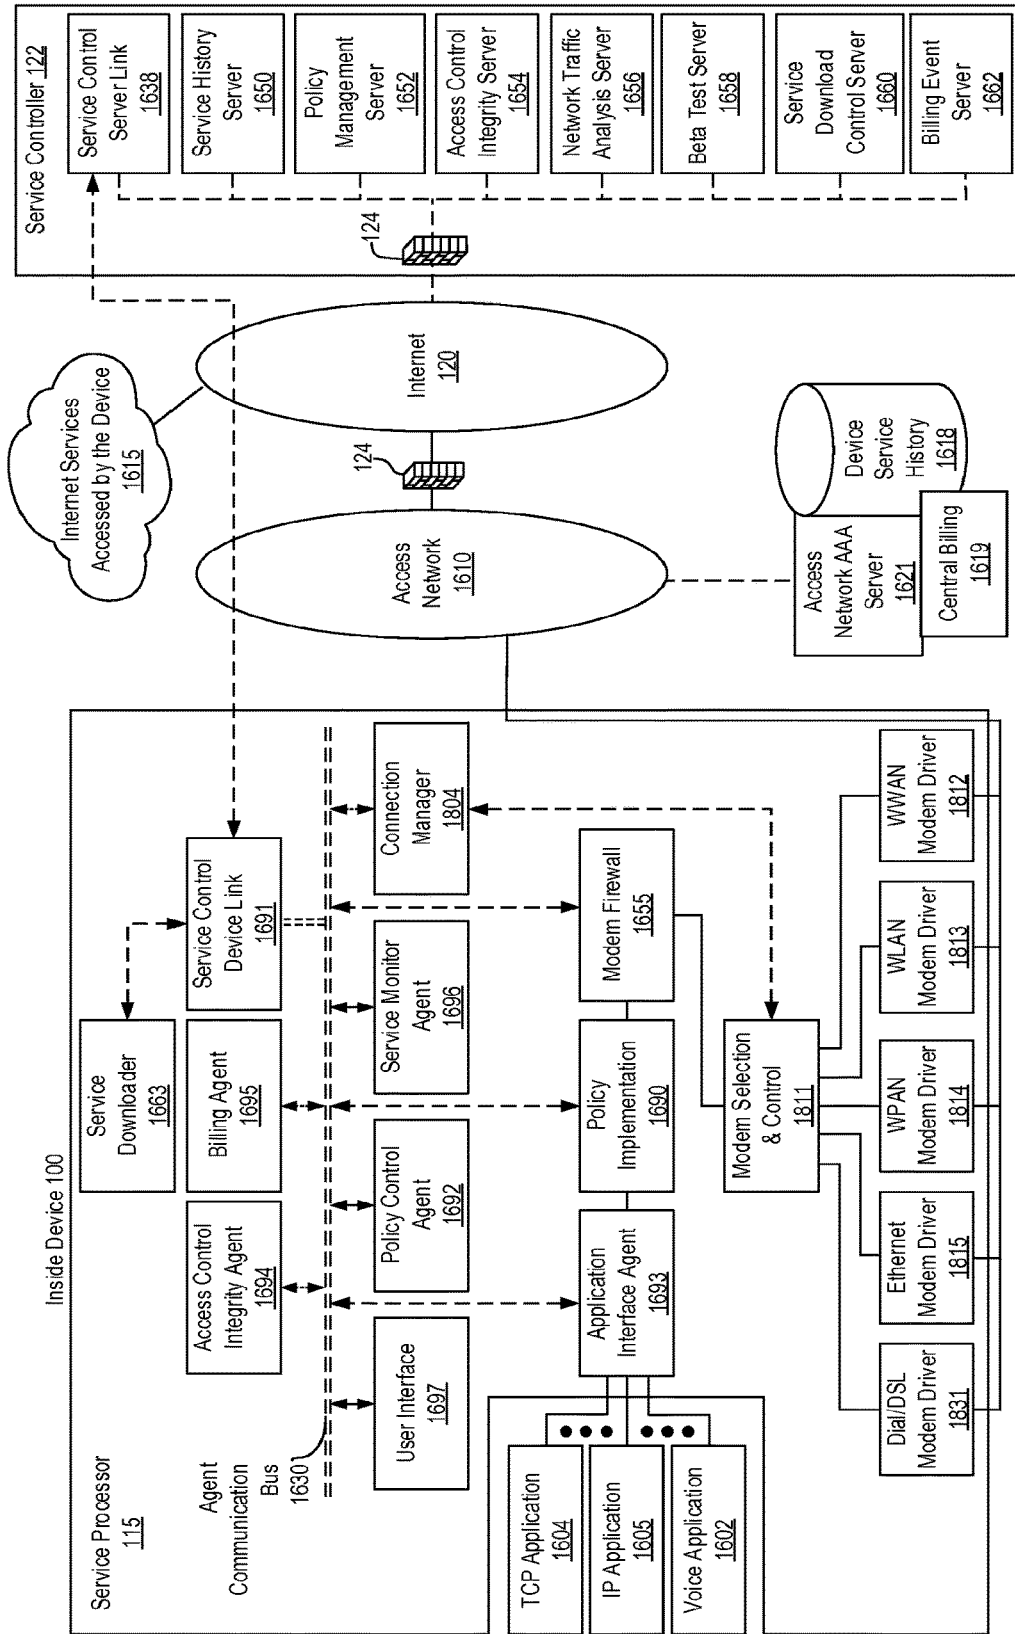 Inside Device 100
Service Processor
115
Agent
Communication
Bus
1630
Access Control
Integrity Agent
1694
Billing Agent
1695
Service
Downloader
1663
Service Control
Device Link
1691
User Interface
1697
Policy Control
Agent
1692
Service Monitor
Agent
1696
Connection
Manager
1804
TCP Application
1604
IP Application
1605
Voice Application
1602
Application
Interface Agent
1693
Policy
Implementation
1690
Modem Firewall
1655
Modem Selection
& Control
1811
Dial/DSL
Modem Driver
1831
Ethernet
Modem Driver
1815
WPAN
Modem Driver
1814
WLAN
Modem Driver
1813
WWAN
Modem Driver
1812
Internet Services
Accessed by the Device
1615
Access
Network
1610
124
Internet
120
124
Access
Network AAA
Server
1621
Central Billing
1619
Device
Service
History
1618
Service Controller 122
Service Control
Server Link
1638
Service History
Server
1650
Policy
Management
Server
1652
Access Control
Integrity Server
1654
Network Traffic
Analysis Server
1656
Beta Test Server
1658
Service
Download
Control Server
1660
Billing Event
Server
1662